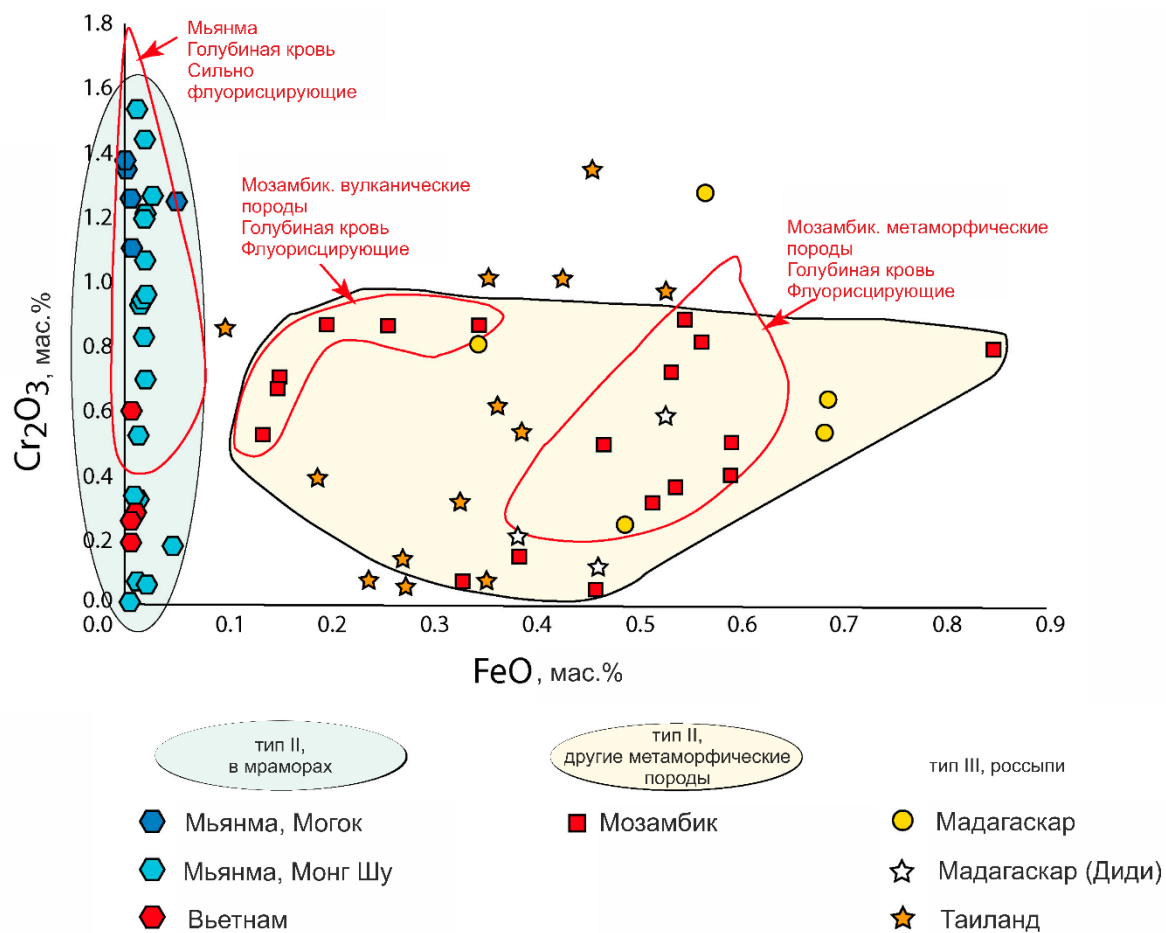 Мьянма
Голубиная кровь
Сильно
флуорисцирующие
Мозамбик. вулканические
породы
Голубиная кровь
Флуорисцирующие
Мозамбик. метаморфические
породы
Голубиная кровь
Флуорисцирующие
Cr2O3, мас.%
1.8
1.6
1.4
1.2
1.0
0.8
0.6
0.4
0.2
0.0
0.0 0.1 0.2 0.3 0.4 0.5 0.6 0.7 0.8 0.9
FeO, мас.%
тип II,
в мраморах
тип II,
другие метаморфические
породы
тип III, россыпи
Мьянма, Могок
Мозамбик
Мадагаскар
Мьянма, Монг Шу
Мадагаскар (Диди)
Вьетнам
Таиланд